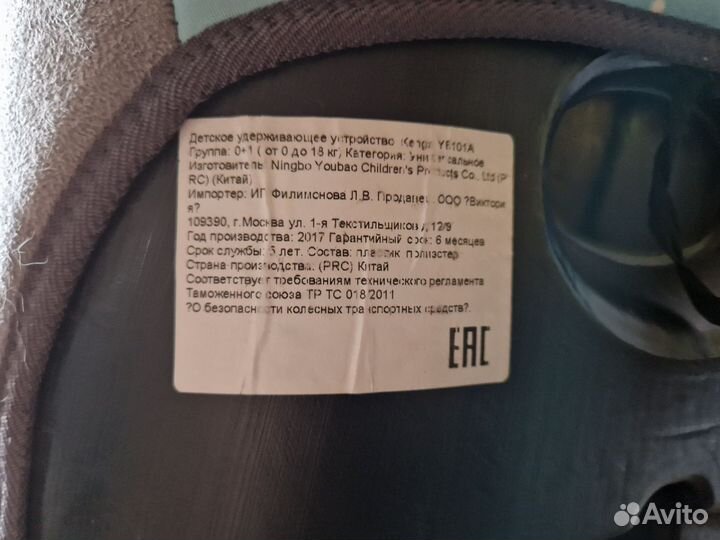 Детское удерживающее устройство Kenga YB101A
Группа: 0+1 ( от 0 до 18 кг) Категория: Универсальное
Изготовитель: Ningbo Youbao Children's Products Co., Ltd (P
RC) (Китай)
Импортер: ИП Филимонова Л.В. Продавец: ООО ?Виктори
я?
109390, г.Москва ул. 1-я Текстильщиков д 12/9
Год производства: 2017 Гарантийный срок: 6 месяцев
Срок службы: 5 лет. Состав: пластик, полиэстер
Страна производства: (PRC) Китай
Соответствует требованиям технического регламента
Таможенного союза ТР ТС 018/2011
?О безопасности колесных транспортных средств?
EAC
Avito